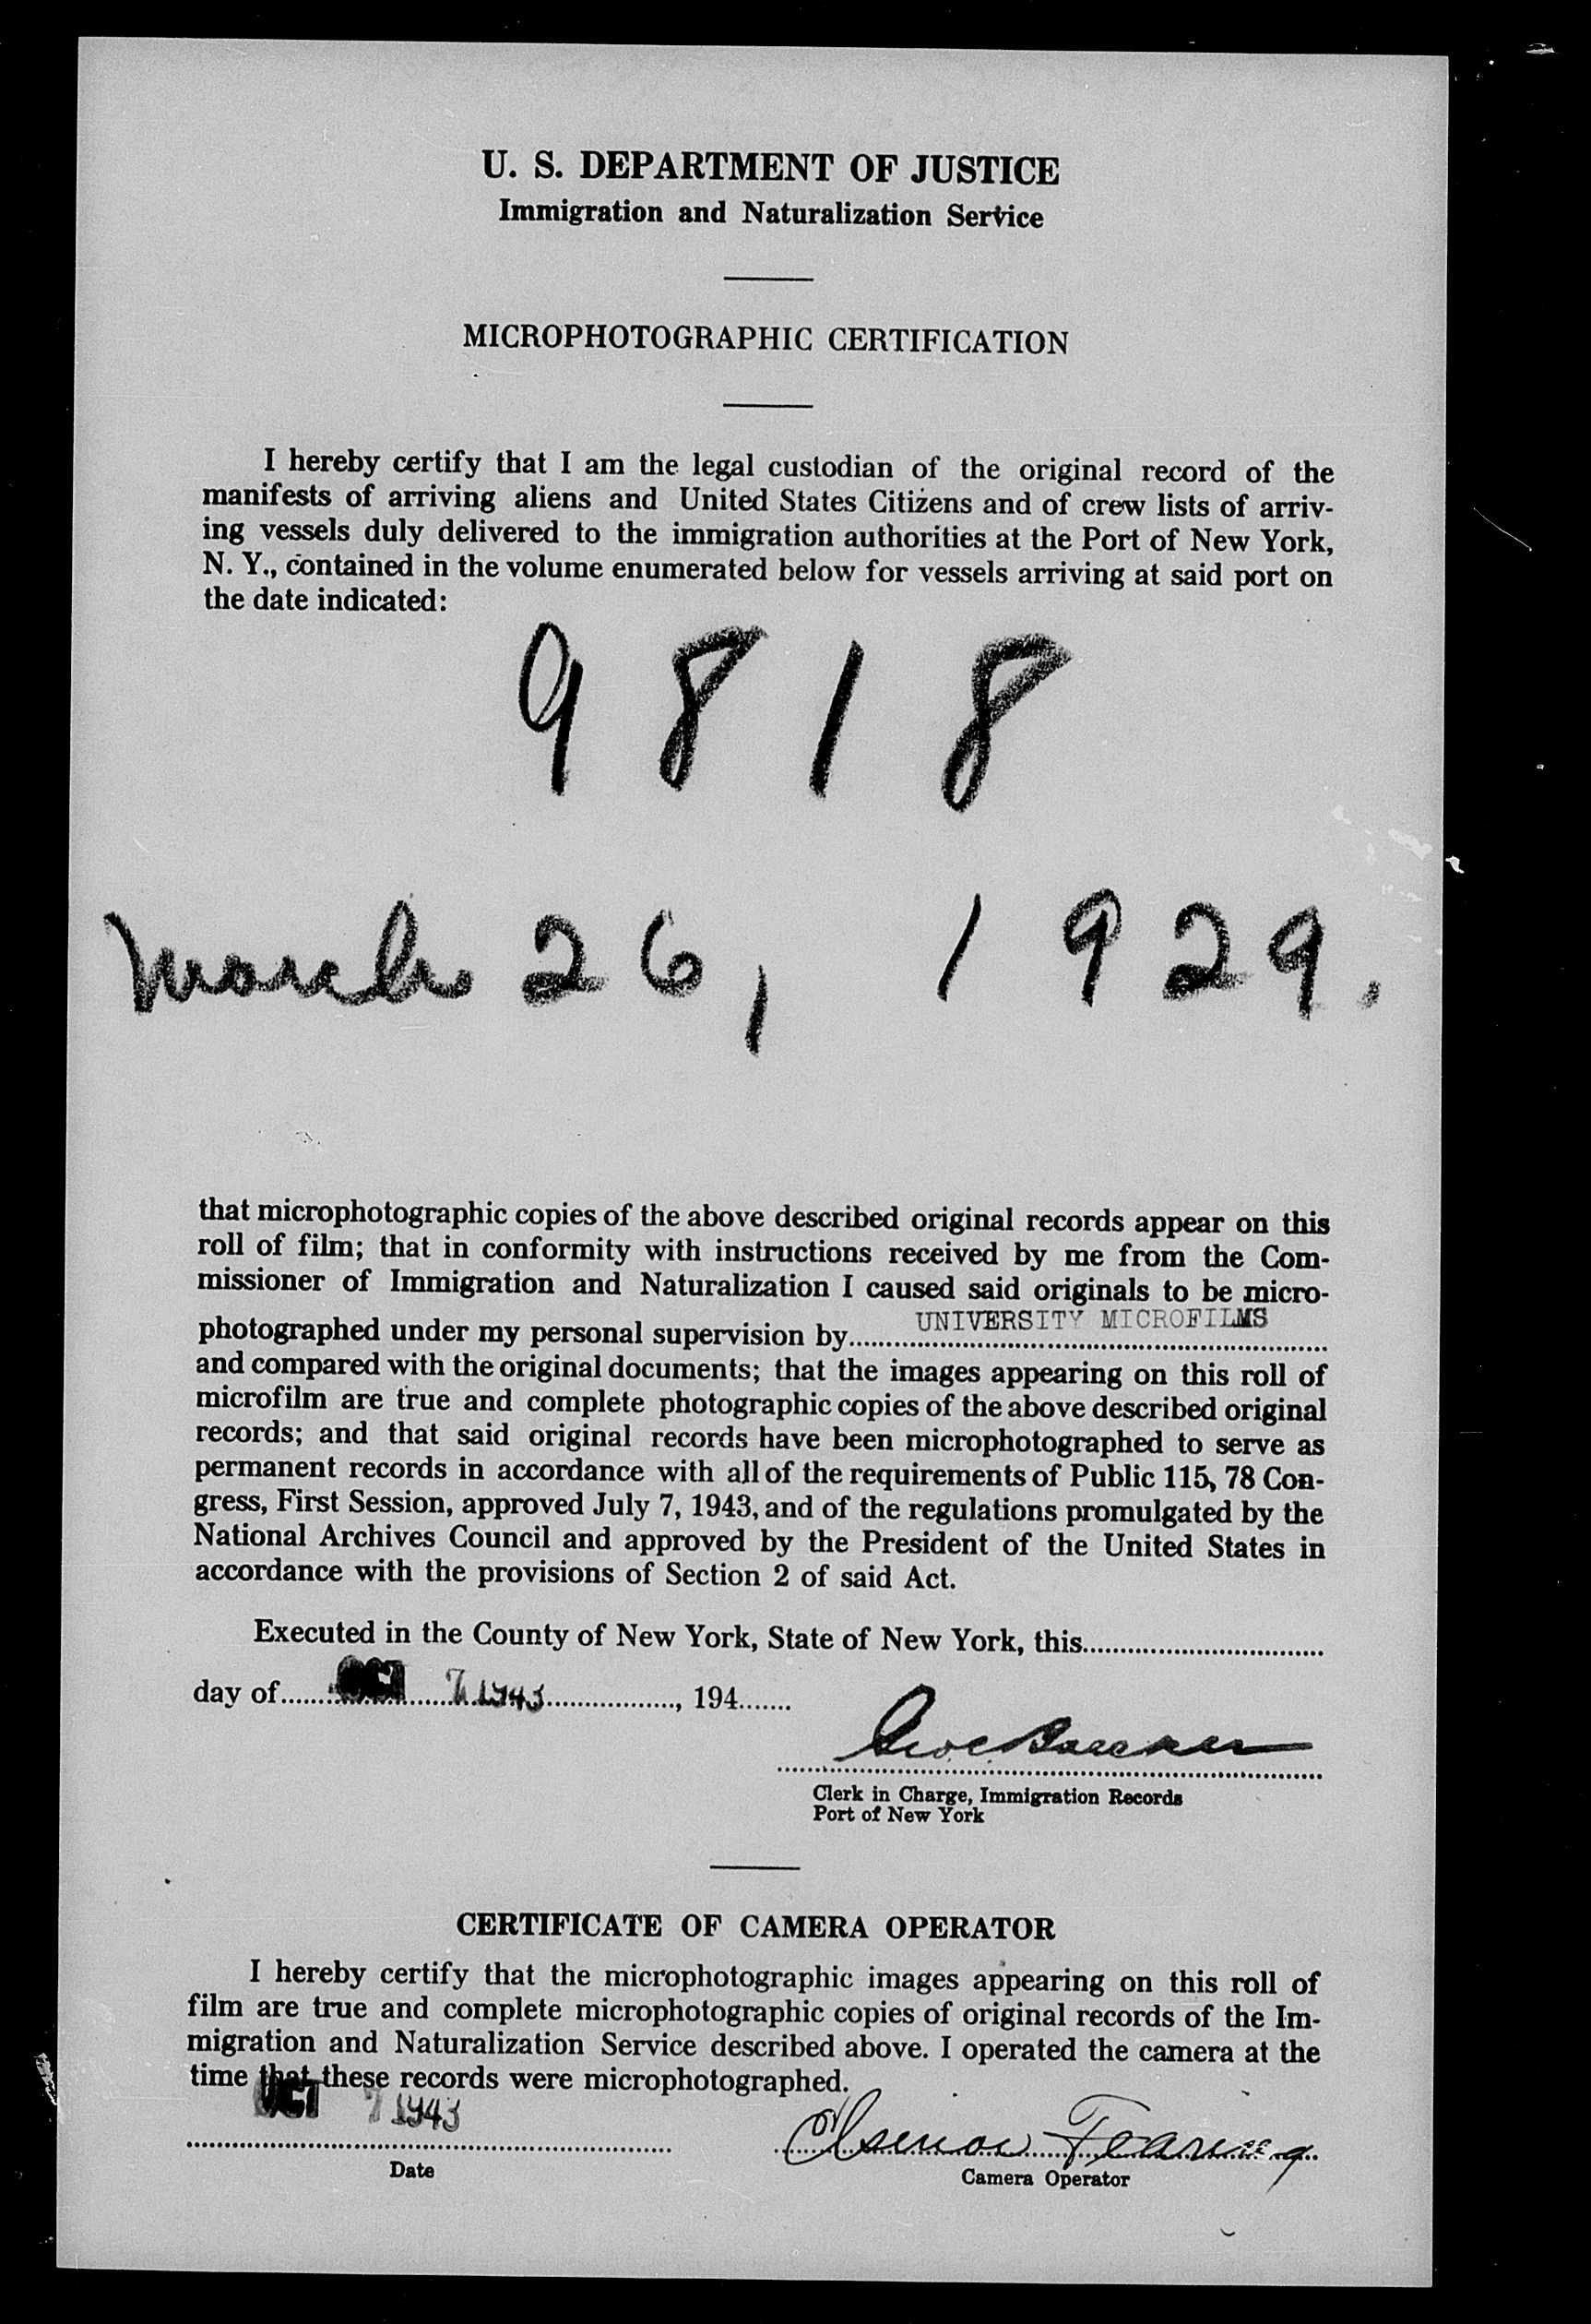 U. S. DEPARTMENT OF JUSTICE
Immigration and Naturalization Service
MICROPHOTOGRAPHIC CERTIFICATION
I hereby certify that I am the legal custodian of the original record of the
manifests of arriving aliens and United States Citizens and of crew lists of arriv-
ing vessels duly delivered to the immigration authorities at the Port of New York,
N. Y., contained in the volume enumerated below for vessels arriving at said port on
the date indicated:
9818
March 26, 1929.
that microphotographic copies of the above described original records appear on this
roll of film; that in conformity with instructions received by me from the Com-
missioner of Immigration and Naturalization I caused said originals to be micro-
photographed under my personal supervision by UNIVERSITY MICROFILMS
and compared with the original documents; that the images appearing on this roll of
microfilm are true and complete photographic copies of the above described original
records; and that said original records have been microphotographed to serve as
permanent records in accordance with all of the requirements of Public 115, 78 Con-
gress, First Session, approved July 7, 1943, and of the regulations promulgated by the
National Archives Council and approved by the President of the United States in
accordance with the provisions of Section 2 of said Act.
Executed in the County of New York, State of New York, this
day of OCT 7 1943, 194
Clerk in Charge, Immigration Records
Port of New York
CERTIFICATE OF CAMERA OPERATOR
I hereby certify that the microphotographic images appearing on this roll of
film are true and complete microphotographic copies of original records of the Im-
migration and Naturalization Service described above. I operated the camera at the
time that these records were microphotographed.
OCT 7 1943
Date
Camera Operator